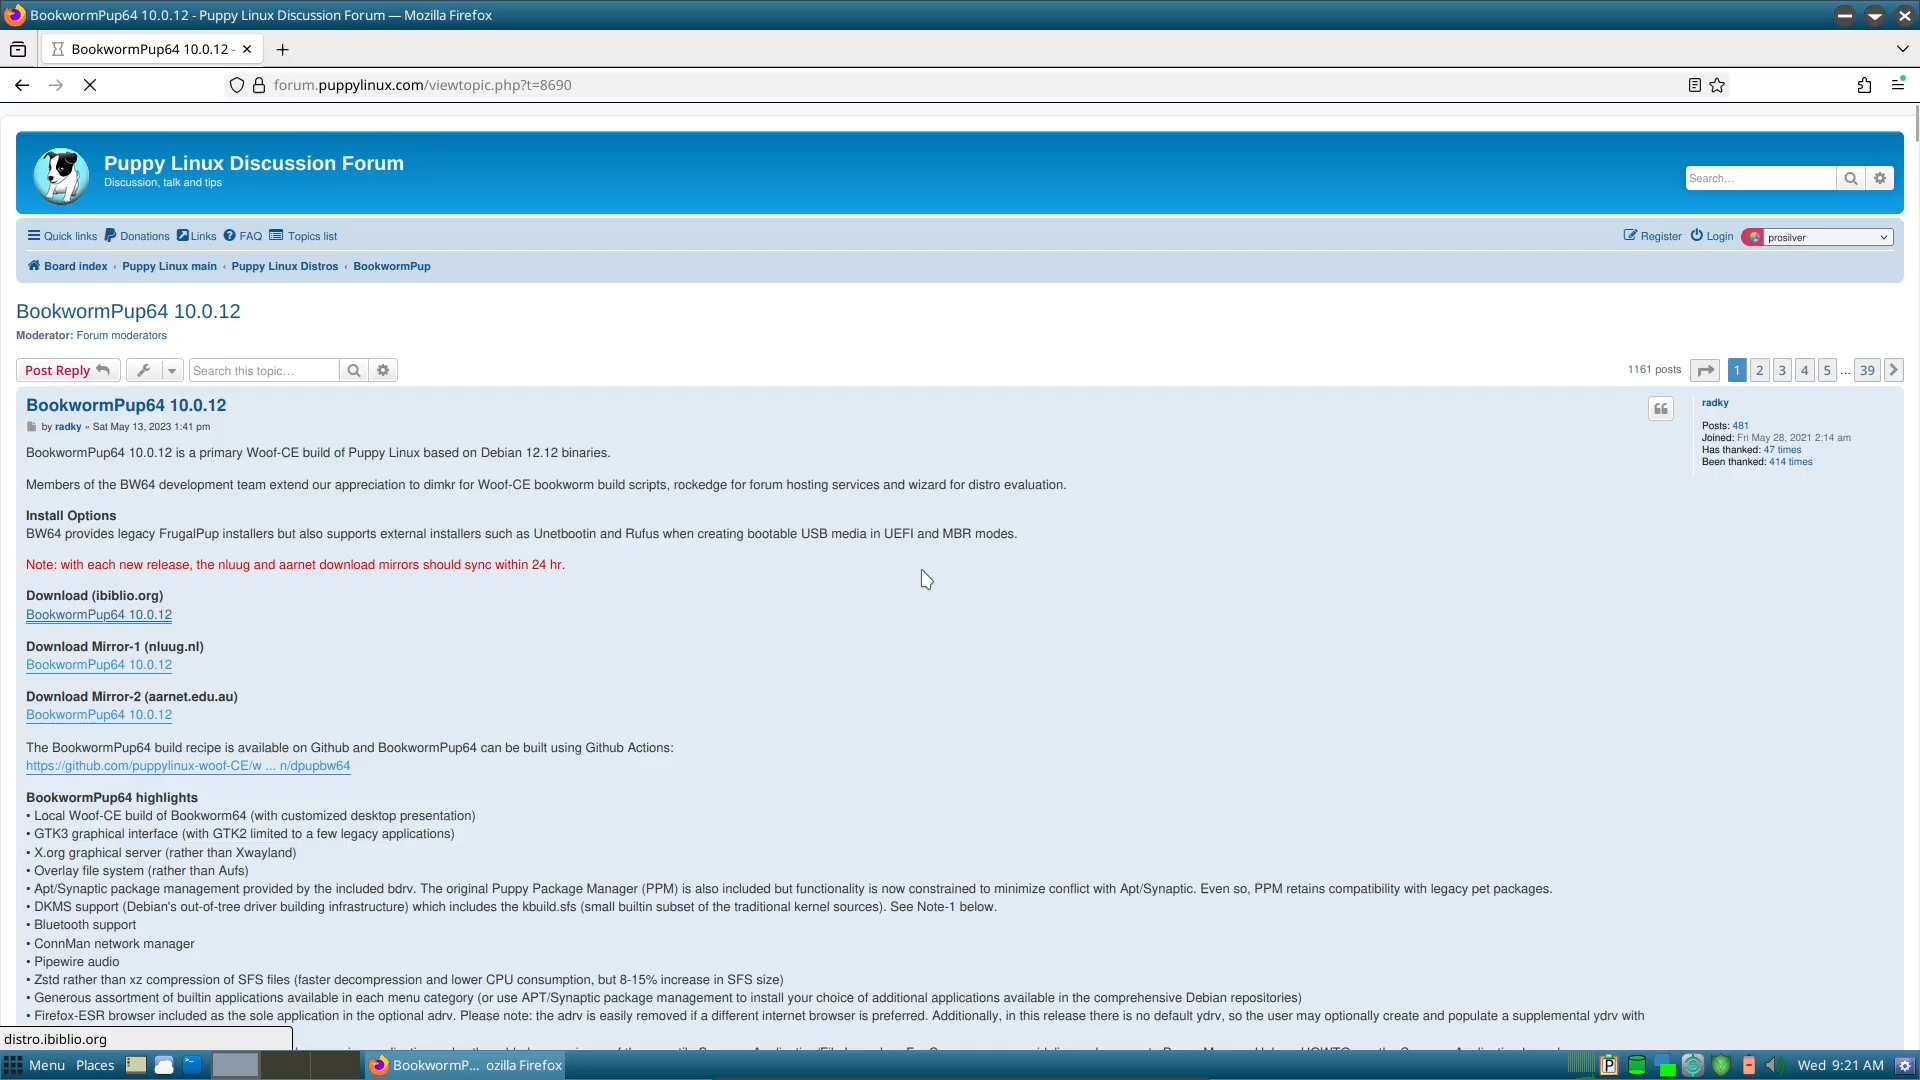 BookwormPup64 10.0.12 - Puppy Linux Discussion Forum — Mozilla Firefox
BookwormPup64 10.0.12 -
forum.puppylinux.com/viewtopic.php?t=8690
Puppy Linux Discussion Forum
Discussion, talk and tips
Search…
Quick links Donations Links FAQ Topics list
Register Login prosilver
Board index ‹ Puppy Linux main ‹ Puppy Linux Distros ‹ BookwormPup
BookwormPup64 10.0.12
Moderator: Forum moderators
Post Reply Search this topic… 1161 posts 1 2 3 4 5 ... 39
BookwormPup64 10.0.12
by radky » Sat May 13, 2023 1:41 pm
radky
Posts: 481
Joined: Fri May 28, 2021 2:14 am
Has thanked: 47 times
Been thanked: 414 times
BookwormPup64 10.0.12 is a primary Woof-CE build of Puppy Linux based on Debian 12.12 binaries.
Members of the BW64 development team extend our appreciation to dimkr for Woof-CE bookworm build scripts, rockedge for forum hosting services and wizard for distro evaluation.
Install Options
BW64 provides legacy FrugalPup installers but also supports external installers such as Unetbootin and Rufus when creating bootable USB media in UEFI and MBR modes.
Note: with each new release, the nluug and aarnet download mirrors should sync within 24 hr.
Download (ibiblio.org)
BookwormPup64 10.0.12
Download Mirror-1 (nluug.nl)
BookwormPup64 10.0.12
Download Mirror-2 (aarnet.edu.au)
BookwormPup64 10.0.12
The BookwormPup64 build recipe is available on Github and BookwormPup64 can be built using Github Actions:
https://github.com/puppylinux-woof-CE/w ... n/dpupbw64
BookwormPup64 highlights
• Local Woof-CE build of Bookworm64 (with customized desktop presentation)
• GTK3 graphical interface (with GTK2 limited to a few legacy applications)
• X.org graphical server (rather than Xwayland)
• Overlay file system (rather than Aufs)
• Apt/Synaptic package management provided by the included bdrv. The original Puppy Package Manager (PPM) is also included but functionality is now constrained to minimize conflict with Apt/Synaptic. Even so, PPM retains compatibility with legacy pet packages.
• DKMS support (Debian's out-of-tree driver building infrastructure) which includes the kbuild.sfs (small builtin subset of the traditional kernel sources). See Note-1 below.
• Bluetooth support
• ConnMan network manager
• Pipewire audio
• Zstd rather than xz compression of SFS files (faster decompression and lower CPU consumption, but 8-15% increase in SFS size)
• Generous assortment of builtin applications available in each menu category (or use APT/Synaptic package management to install your choice of additional applications available in the comprehensive Debian repositories)
• Firefox-ESR browser included as the sole application in the optional adrv. Please note: the adrv is easily removed if a different internet browser is preferred. Additionally, in this release there is no default ydrv, so the user may optionally create and populate a supplemental ydrv with
distro.ibiblio.org
Menu Places BookwormP... ozilla Firefox Wed 9:21 AM